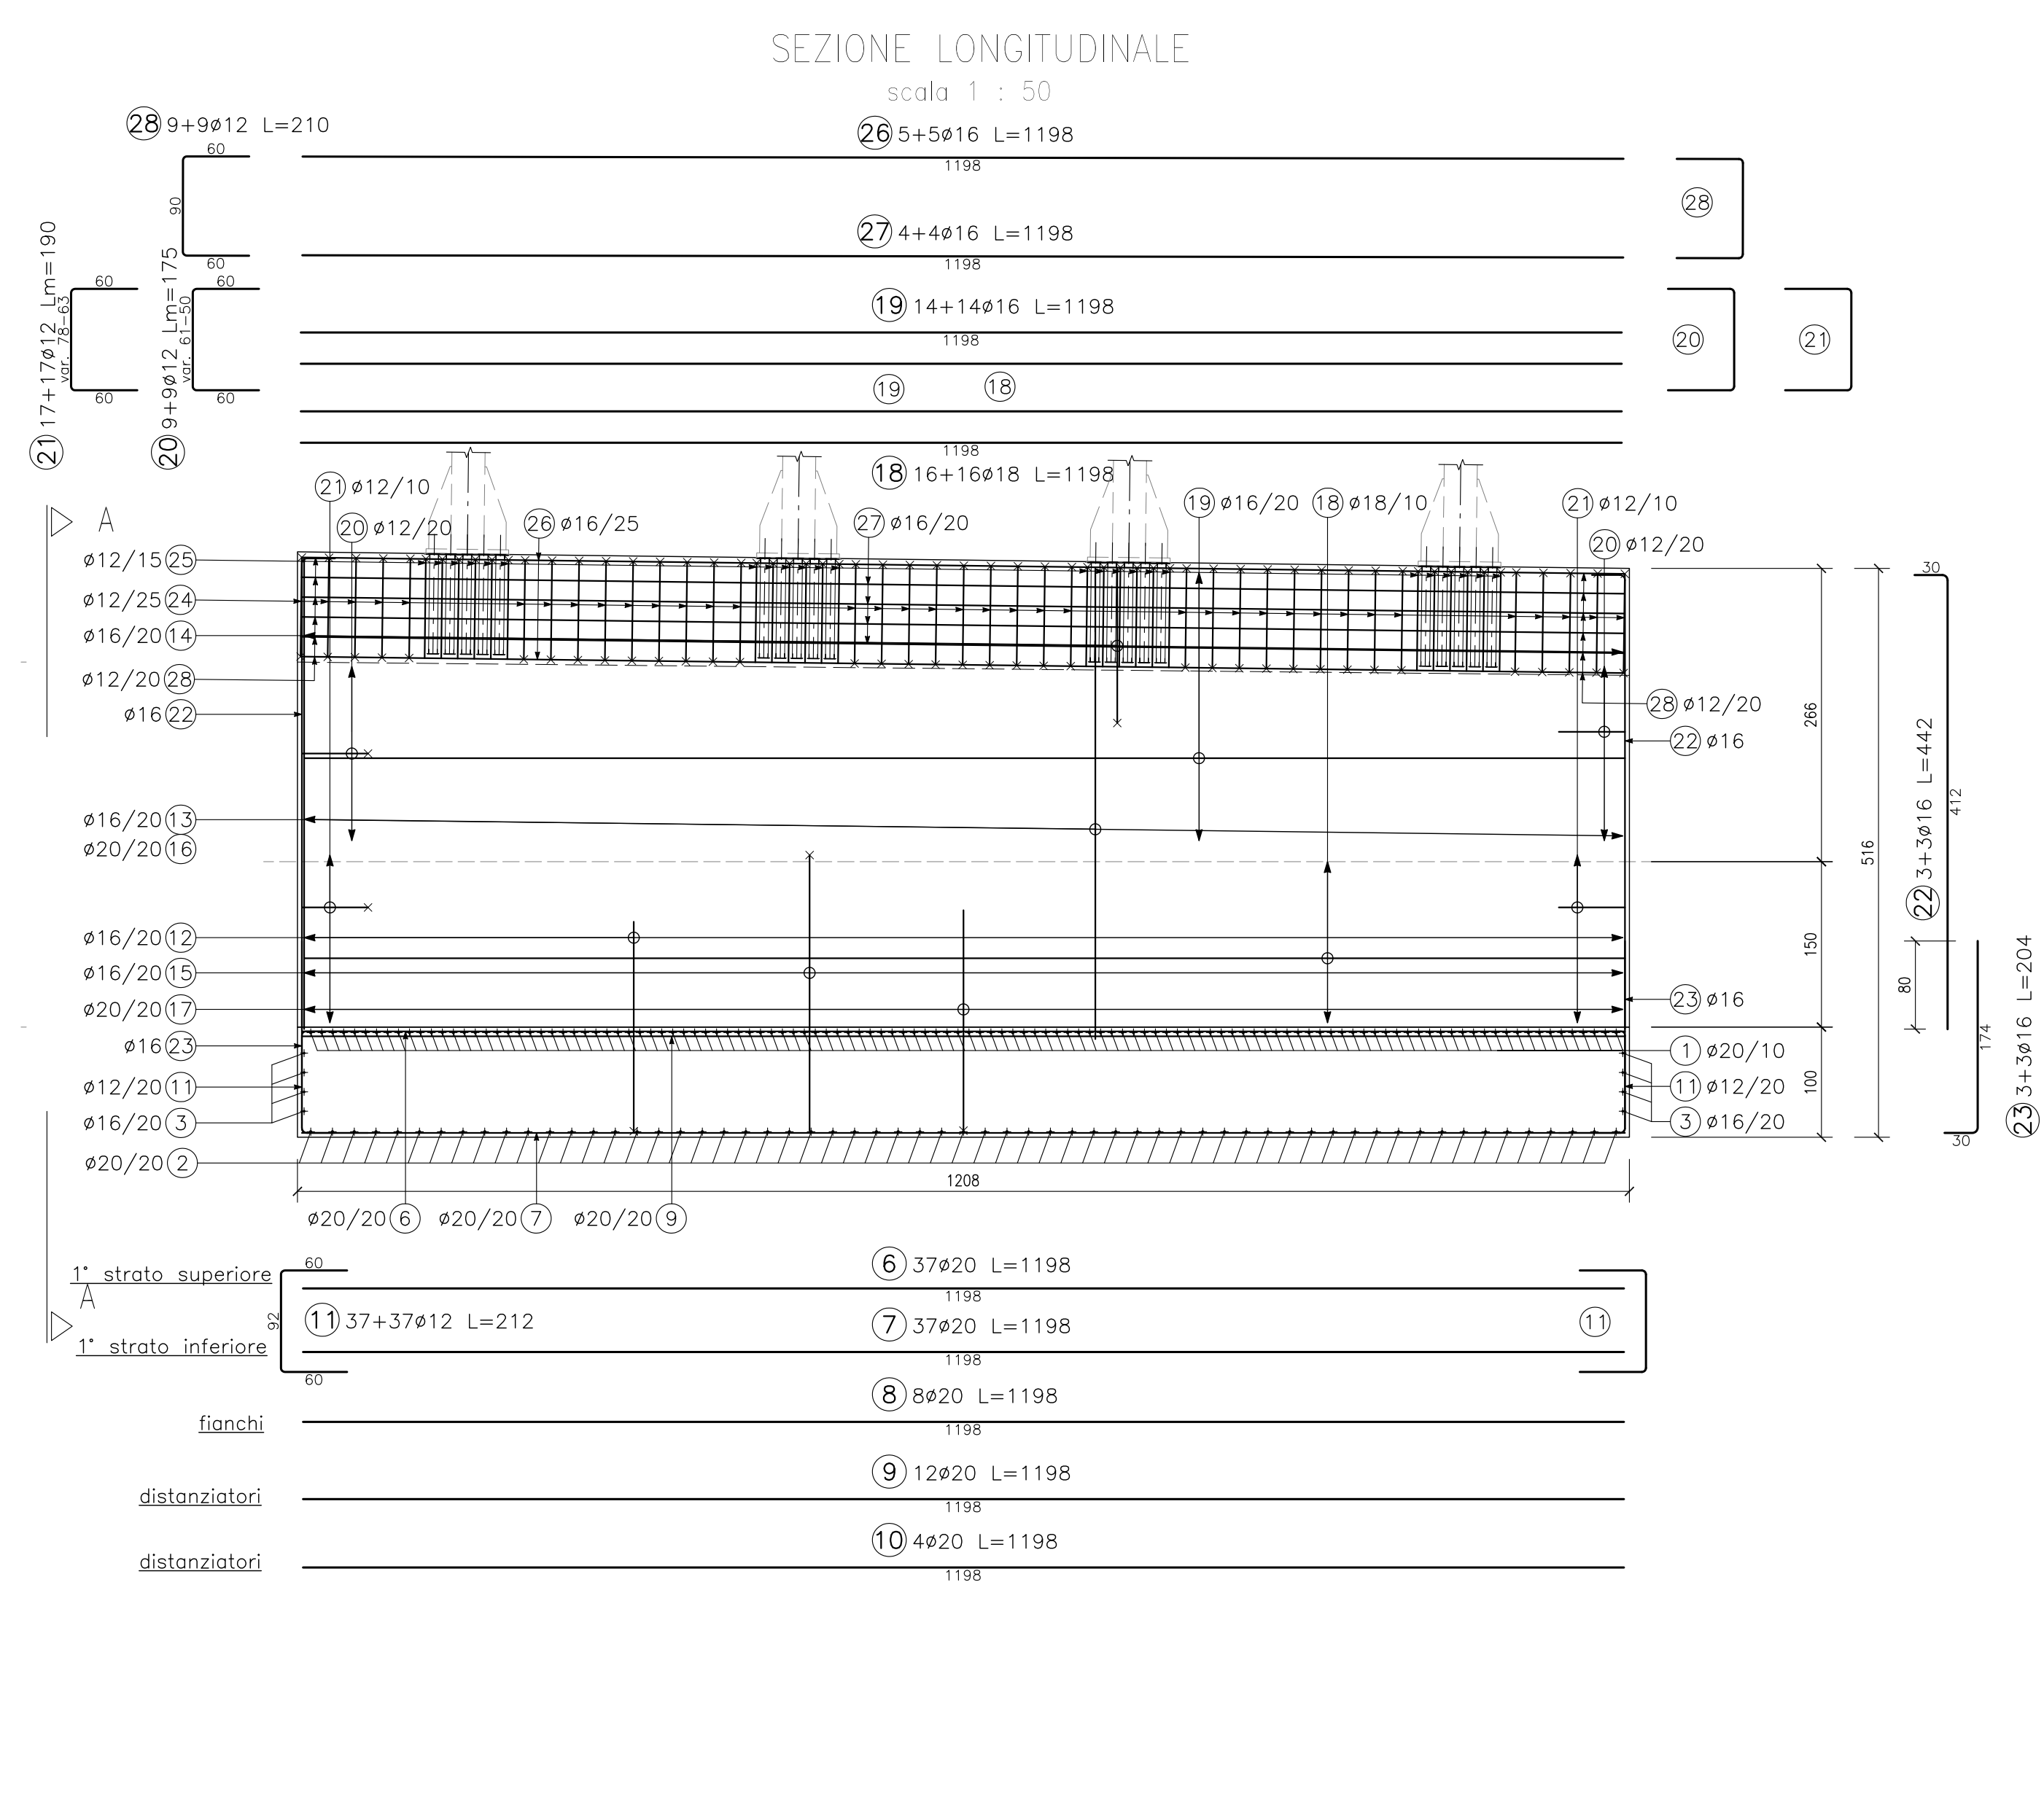 SEZIONE LONGITUDINALE
scala 1 : 50
28 9+9ø12 L=210
26 5+5ø16 L=1198
60
1198
90
28
27 4+4ø16 L=1198
60
1198
21 17+17ø12 Lm=190
var. 78-63
60
60
20 9+9ø12 Lm=175
var. 61-50
60
60
19 14+14ø16 L=1198
1198
20
21
19
18
1198
18 16+16ø18 L=1198
21 ø12/10
20 ø12/20
26 ø16/25
27 ø16/20
19 ø16/20
18 ø18/10
21 ø12/10
20 ø12/20
A
ø12/15 25
ø12/25 24
ø16/20 14
ø12/20 28
ø16 22
28 ø12/20
22 ø16
ø16/20 13
ø20/20 16
ø16/20 12
ø16/20 15
ø20/20 17
ø16 23
ø12/20 11
ø16/20 3
ø20/20 2
23 ø16
1 ø20/10
11 ø12/20
3 ø16/20
266
150
100
516
30
412
22 3+3ø16 L=442
80
174
30
23 3+3ø16 L=204
1208
ø20/20 6
ø20/20 7
ø20/20 9
1° strato superiore
60
6 37ø20 L=1198
1198
A
92
11 37+37ø12 L=212
7 37ø20 L=1198
11
1° strato inferiore
1198
60
8 8ø20 L=1198
fianchi
1198
9 12ø20 L=1198
distanziatori
1198
10 4ø20 L=1198
distanziatori
1198